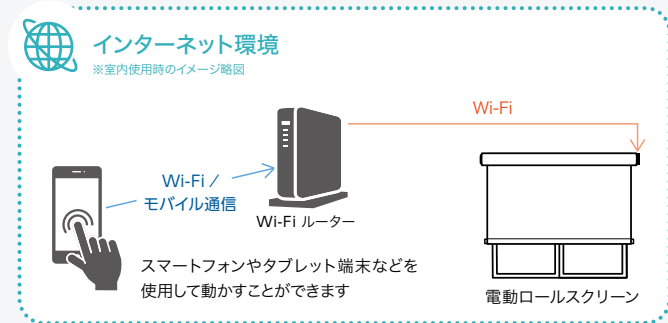 インターネット環境
※室内使用時のイメージ略図
Wi-Fi
Wi-Fi /
モバイル通信
Wi-Fi ルーター
スマートフォンやタブレット端末などを
使用して動かすことができます
電動ロールスクリーン